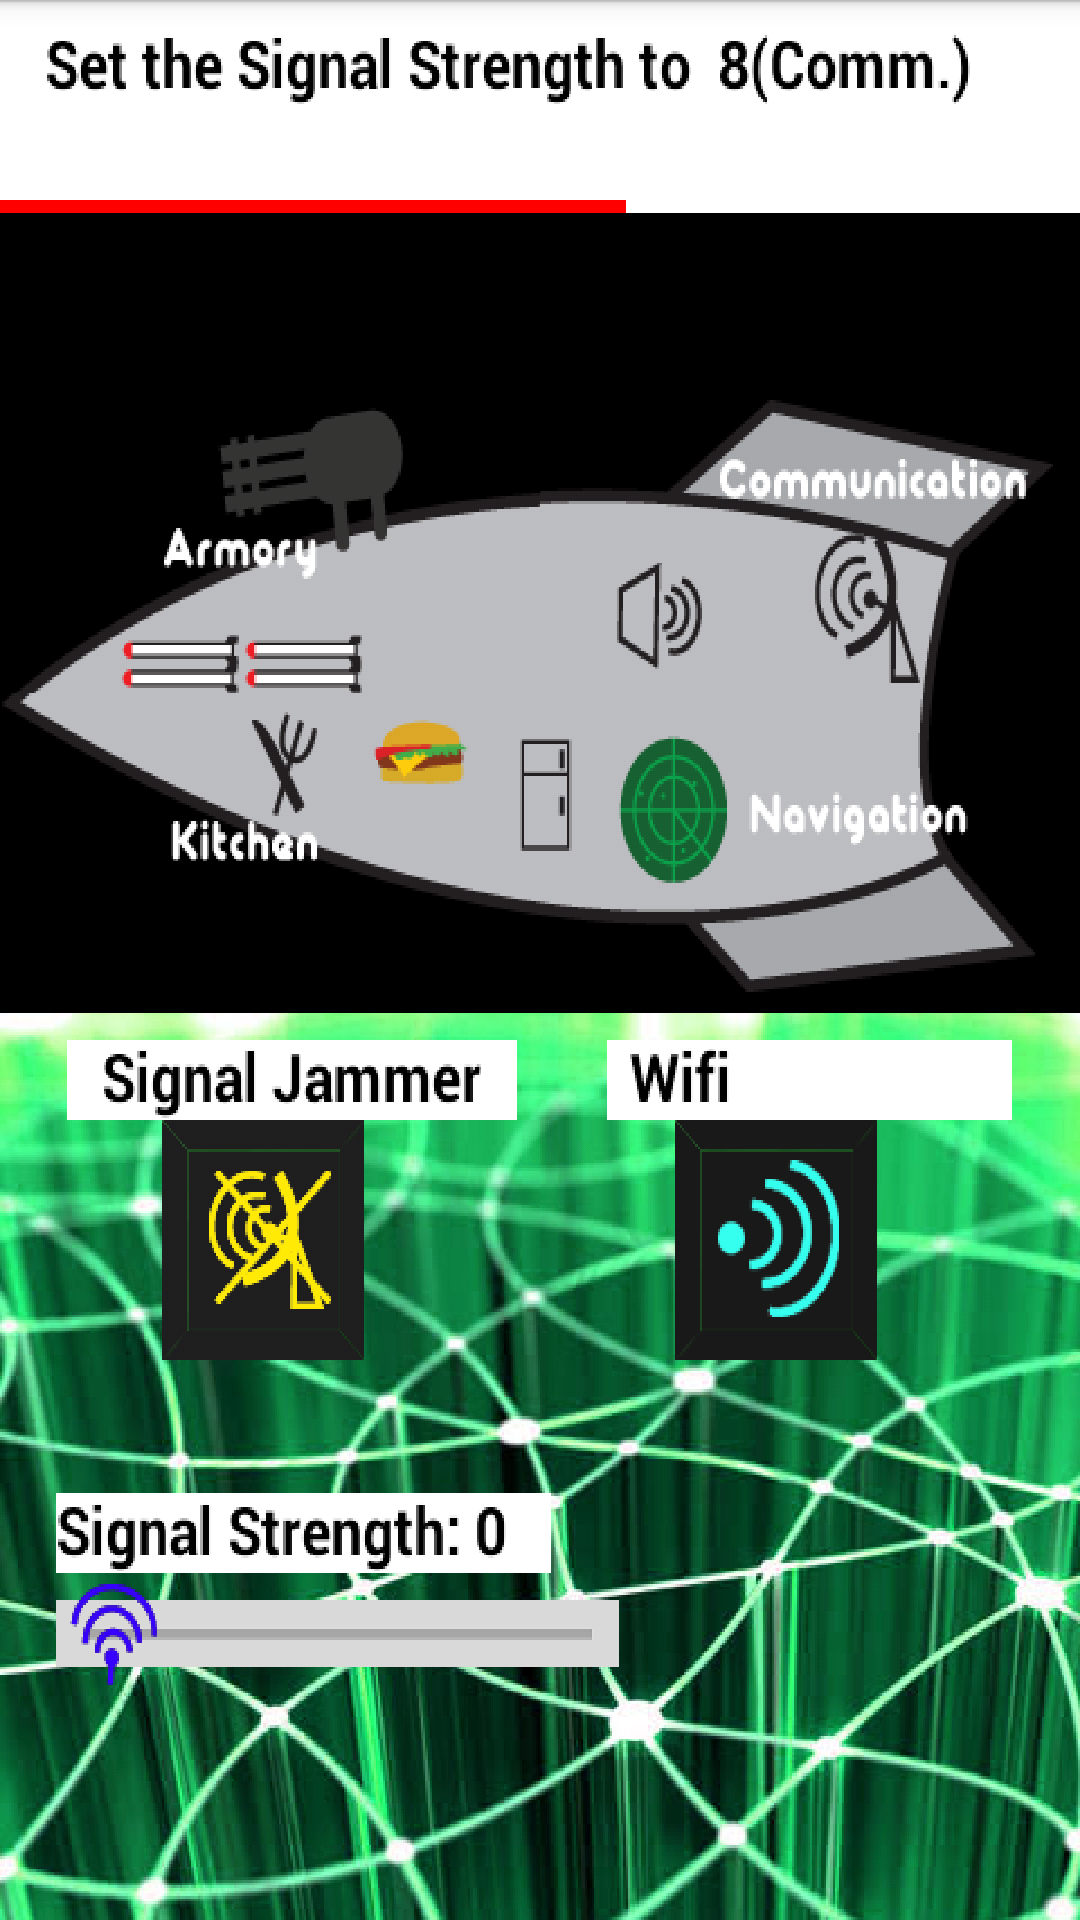 Set the Signal Strength to  8(Comm.)
Communication
Armory
Kitchen
Navigation
Signal Jammer
Wifi
Signal Strength: 0